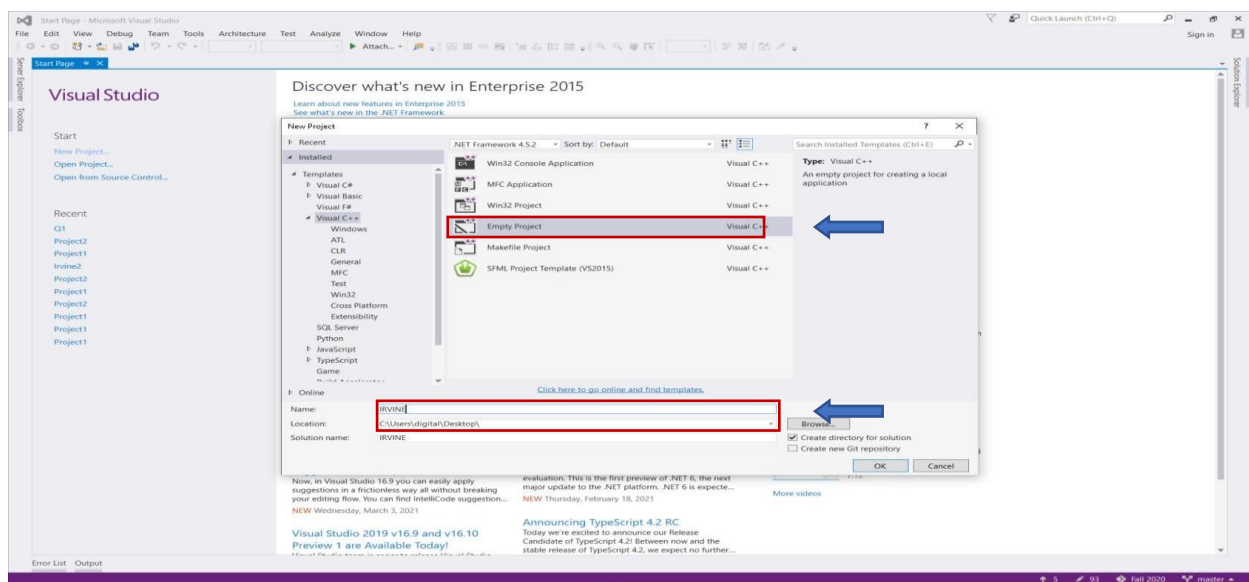 Start Page - Microsoft Visual Studio
Quick Launch (Ctrl+Q)
File Edit View Debug Team Tools Architecture Test Analyze Window Help
Sign in
Attach...
Server Explorer
Toolbox
Solution Explorer
Start Page
Visual Studio
Start
New Project...
Open Project...
Open from Source Control...
Recent
Q1
Project2
Project1
Irvine2
Project2
Project1
Project2
Project1
Project1
Project1
Discover what's new in Enterprise 2015
Learn about new features in Enterprise 2015
See what's new in the .NET Framework
New Project
? ×
Recent
Installed
Templates
Visual C#
Visual Basic
Visual F#
Visual C++
Windows
ATL
CLR
General
MFC
Test
Win32
Cross Platform
Extensibility
SQL Server
Python
JavaScript
TypeScript
Game
Online
.NET Framework 4.5.2 Sort by: Default
Search Installed Templates (Ctrl+E)
Win32 Console Application Visual C++
MFC Application Visual C++
Win32 Project Visual C++
Empty Project Visual C++
Makefile Project Visual C++
SFML Project Template (VS2015) Visual C++
Type: Visual C++
An empty project for creating a local
application
Click here to go online and find templates.
Name: IRVINE
Location: C:\Users\digital\Desktop\
Browse...
Solution name: IRVINE
Create directory for solution
Create new Git repository
OK Cancel
Now, in Visual Studio 16.9 you can easily apply
suggestions in a frictionless way all without breaking
your editing flow. You can find IntelliCode suggestion...
NEW Wednesday, March 3, 2021
Visual Studio 2019 v16.9 and v16.10
Preview 1 are Available Today!
evaluation. This is the first preview of .NET 6, the next
major update to the .NET platform. .NET 6 is expecte...
NEW Thursday, February 18, 2021
Announcing TypeScript 4.2 RC
Today we're excited to announce our Release
Candidate of TypeScript 4.2! Between now and the
stable release of TypeScript 4.2, we expect no further...
More videos
Error List Output
5 93 Fall 2020 master